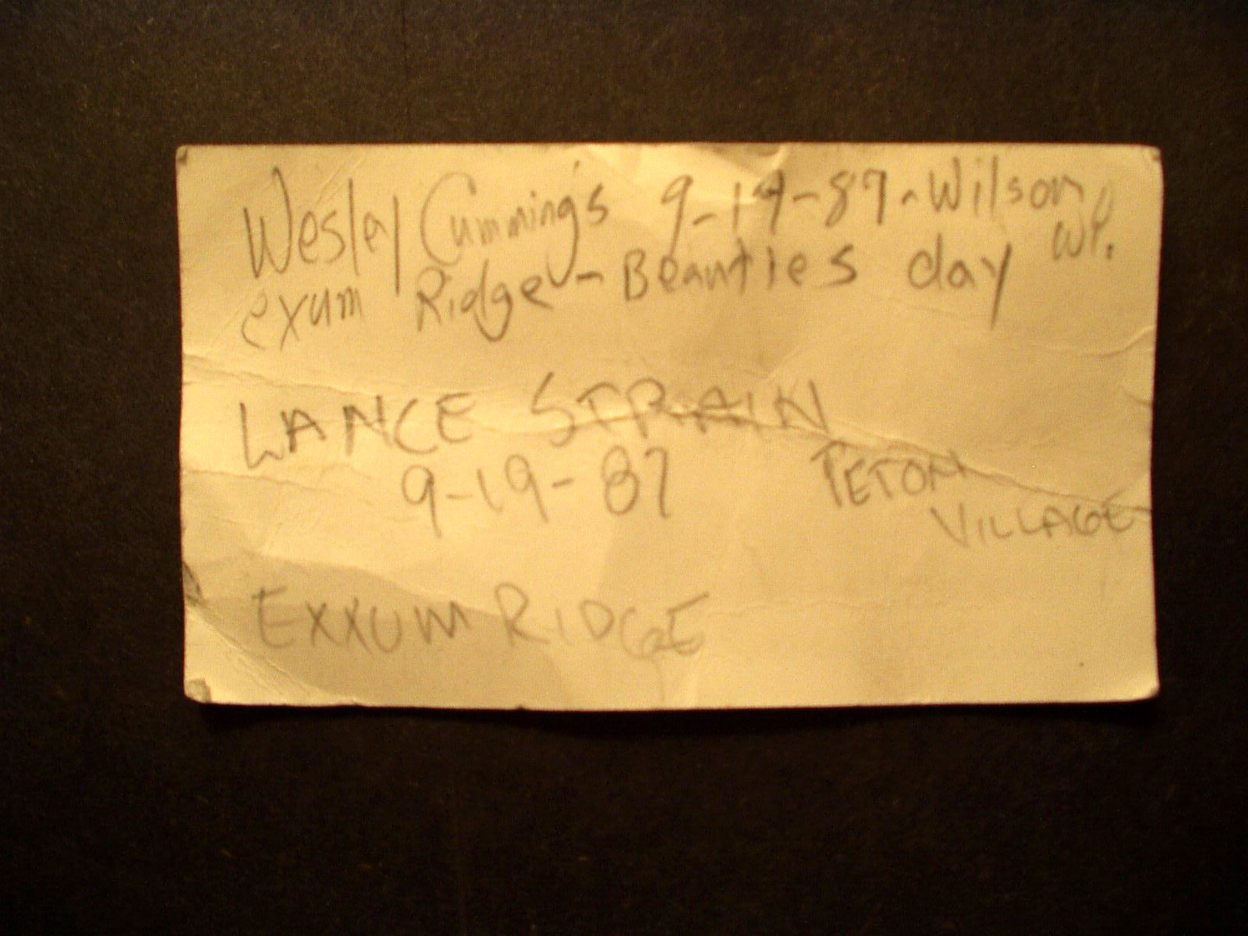 Wesley Cummings 9-19-87-Wilson, WY.
exum Ridge-Beauties day
LANCE STRAIN
9-19-87 TETON
VILLAGE
EXXUM RIDGE